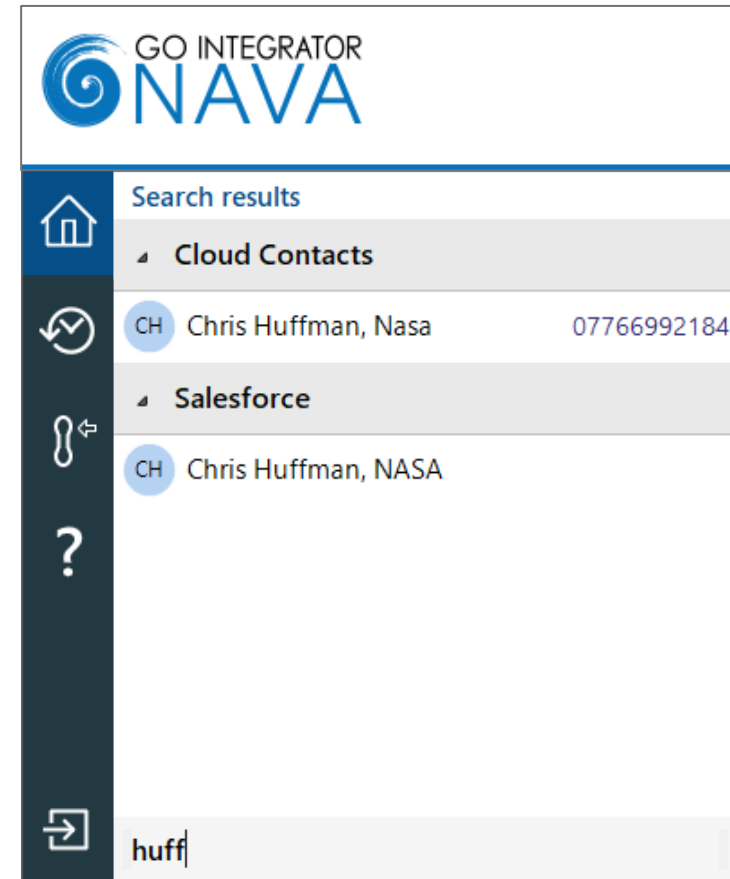 GO INTEGRATOR
NAVA
Search results
Cloud Contacts
CH Chris Huffman, Nasa 07766992184
Salesforce
CH Chris Huffman, NASA
?
huff